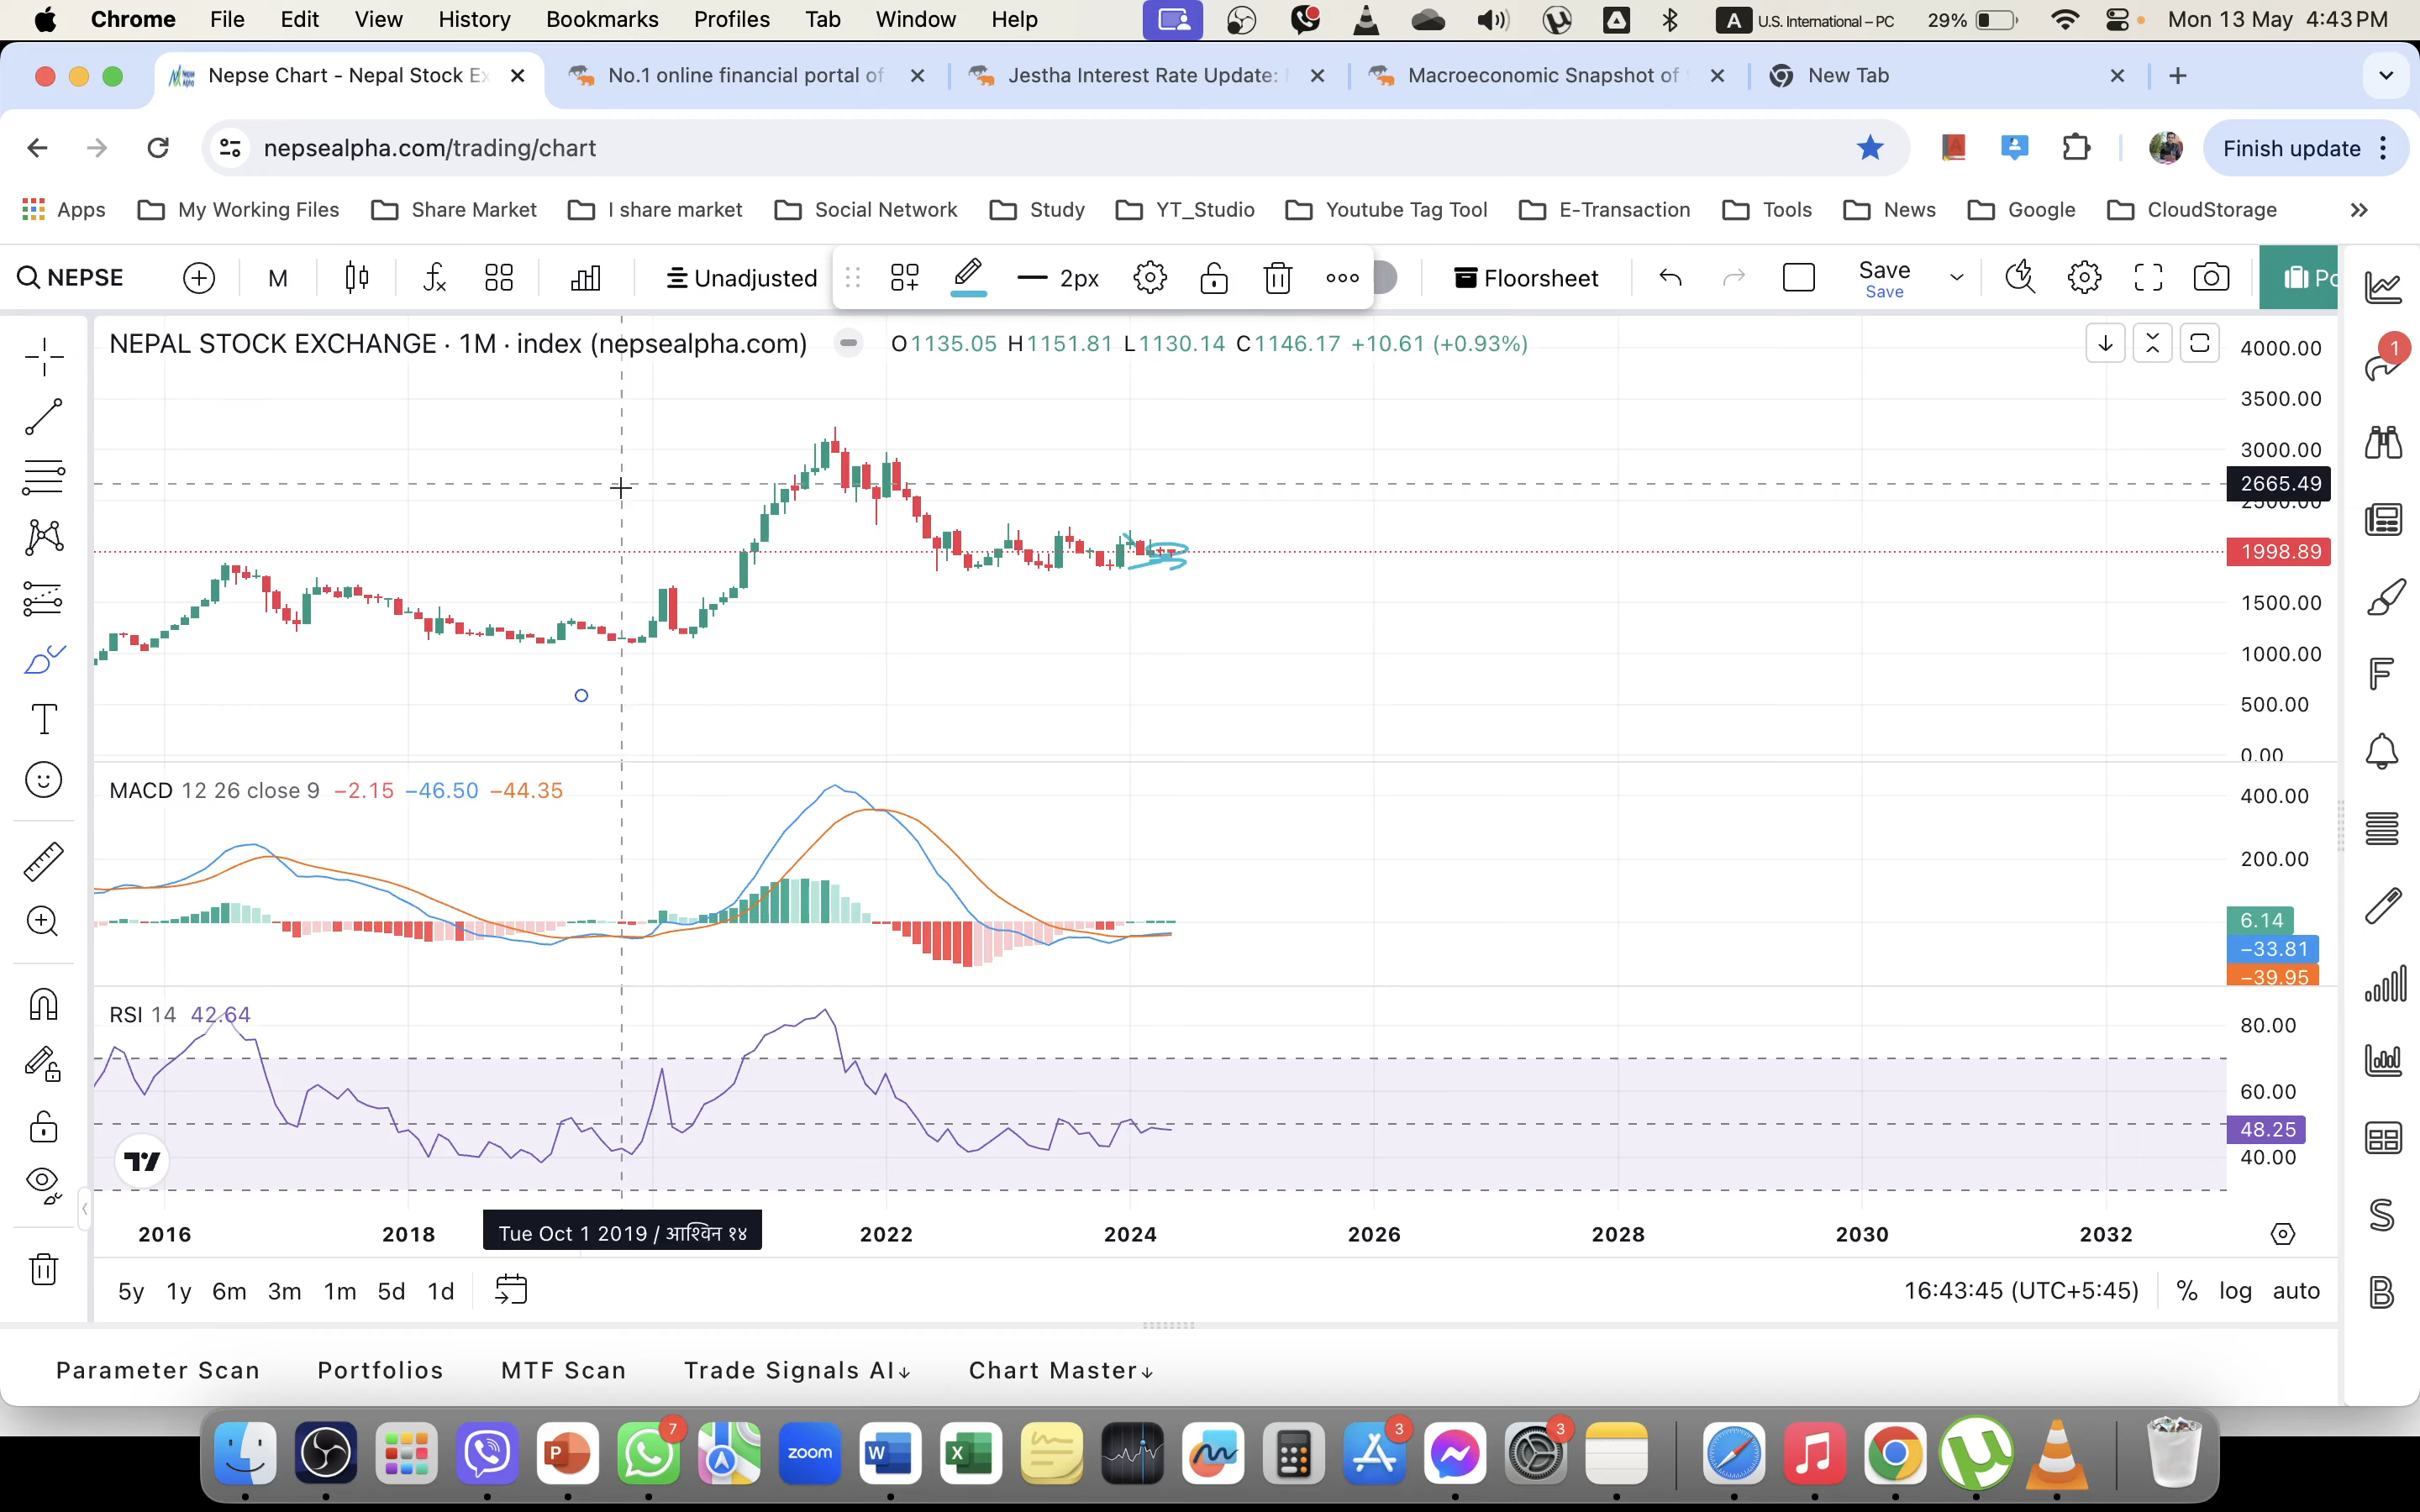 Chrome File Edit View History Bookmarks Profiles Tab Window Help A U.S. International – PC 29% Mon 13 May 4:43 PM
Nepse Chart - Nepal Stock Ex No.1 online financial portal of Jestha Interest Rate Update: Macroeconomic Snapshot of New Tab
nepsealpha.com/trading/chart Finish update
Apps My Working Files Share Market I share market Social Network Study YT_Studio Youtube Tag Tool E-Transaction Tools News Google CloudStorage
NEPSE M Unadjusted 2px Floorsheet Save
Save
NEPAL STOCK EXCHANGE · 1M · index (nepsealpha.com) O1135.05 H1151.81 L1130.14 C1146.17 +10.61 (+0.93%)
4000.00
1
3500.00
3000.00
2665.49
2500.00
1998.89
1500.00
1000.00
500.00
0.00
MACD 12 26 close 9 −2.15 −46.50 −44.35
400.00
200.00
6.14
−33.81
−39.95
RSI 14 42.64
80.00
60.00
48.25
40.00
2016 2018 Tue Oct 1 2019 / आश्विन १४ 2022 2024 2026 2028 2030 2032
5y 1y 6m 3m 1m 5d 1d 16:43:45 (UTC+5:45) % log auto
Parameter Scan Portfolios MTF Scan Trade Signals AI↓ Chart Master↓
7 3 3
zoom